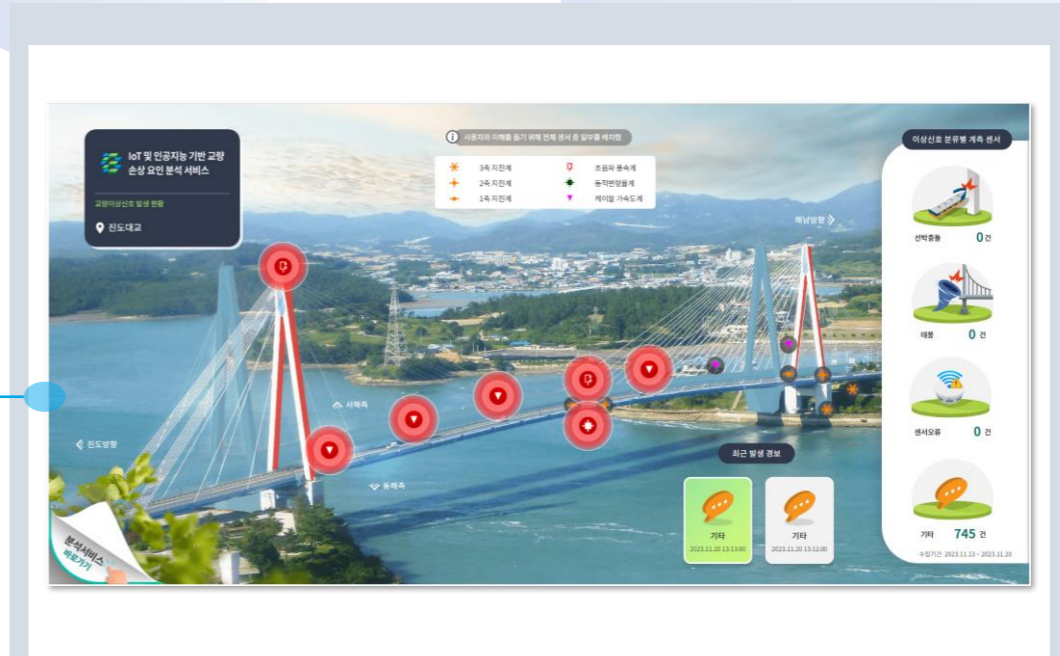 IoT 및 인공지능 기반 교량
손상 요인 분석 서비스
교량이상신호 발생 현황
진도대교
사용자의 이해를 돕기 위해 전체 센서 중 일부를 배치함
3축 지진계
초음파 풍속계
2축 지진계
동적변형률계
1축 지진계
케이블 가속도계
해남방향
서해측
진도방향
동해측
최근 발생 경보
기타
2023.11.20 13:13:00
기타
2023.11.20 13:12:00
분석서비스
바로가기
이상신호 분류별 계측 센서
선박충돌 0 건
태풍 0 건
센서오류 0 건
기타 745 건
수집기간 2023.11.13 ~ 2023.11.20